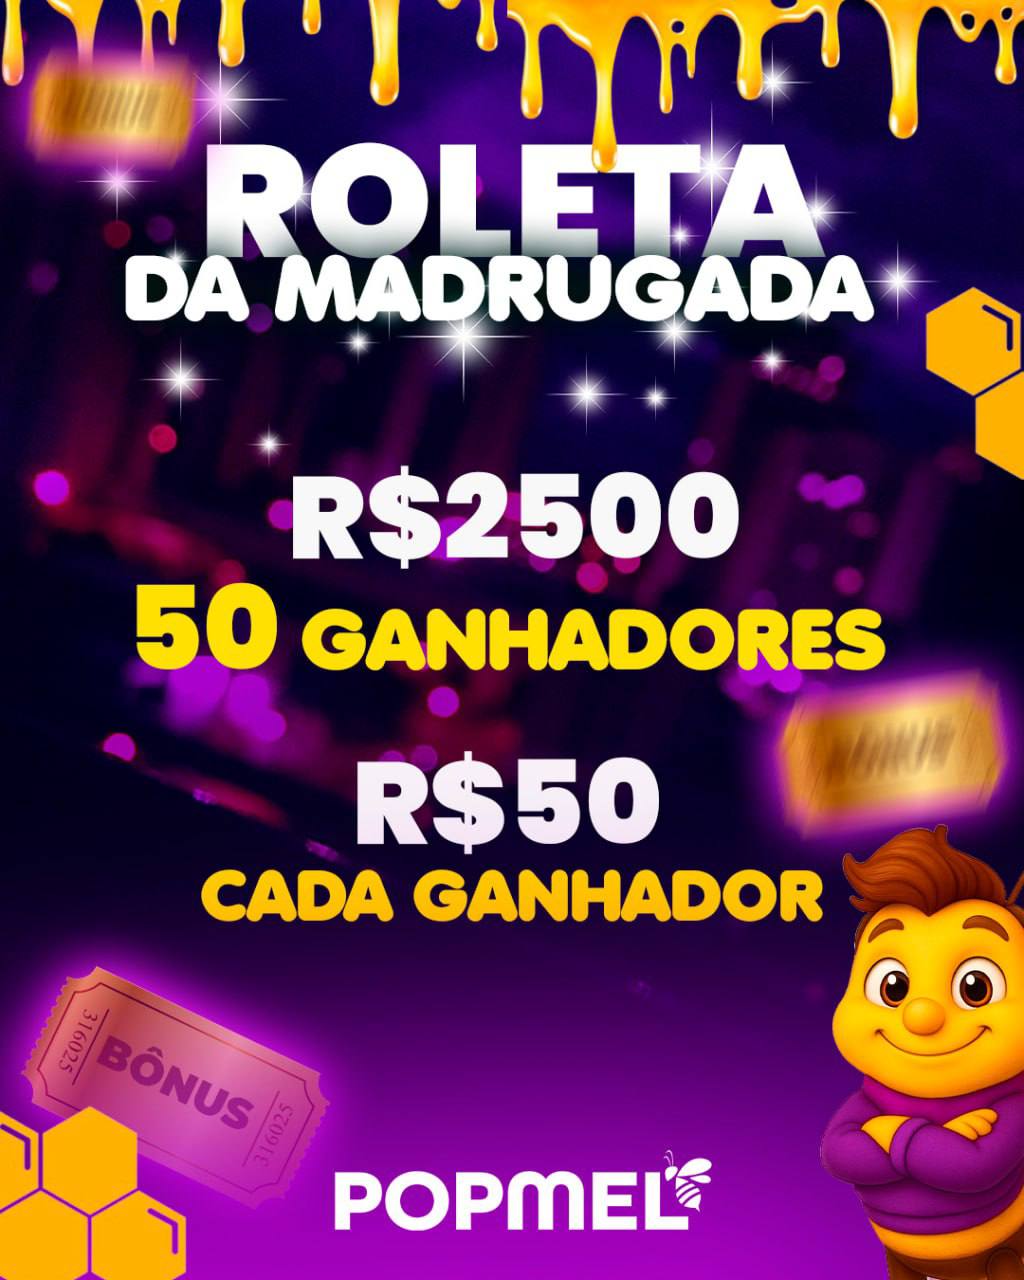 ROLETA
DA MADRUGADA
R$2500
50 GANHADORES
R$50
CADA GANHADOR
316025
BÔNUS
316025
POPMEL